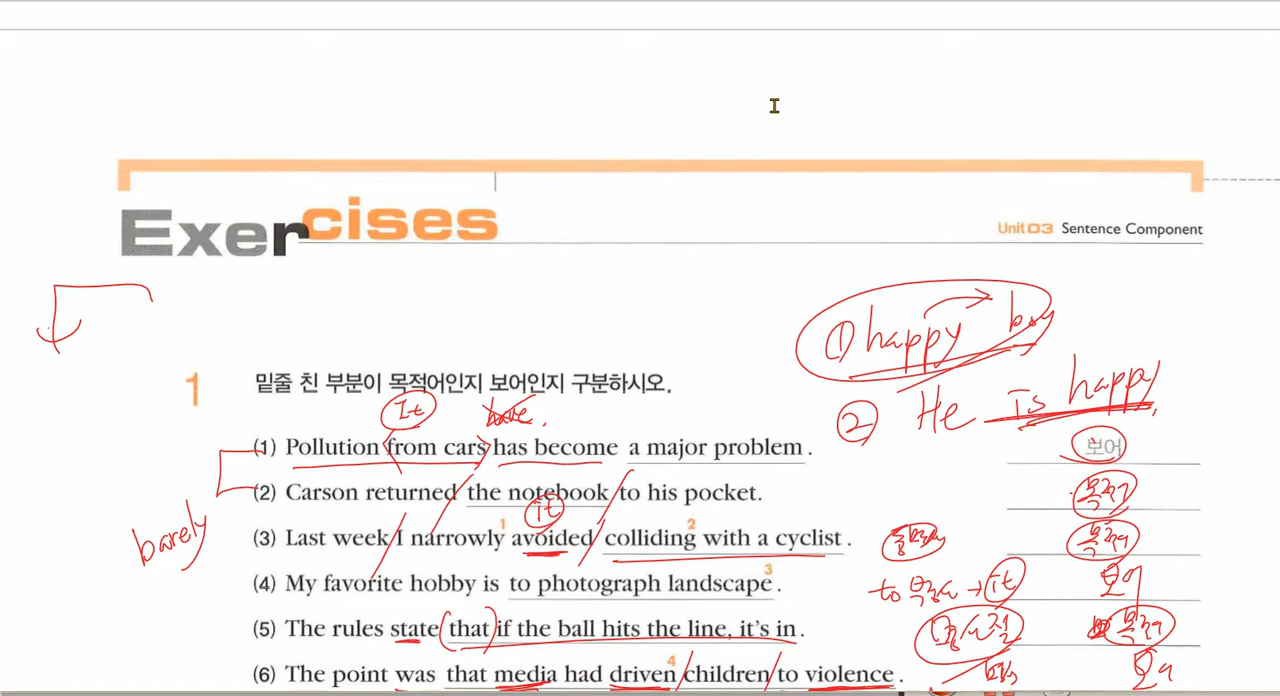 Exercises
Unit 03 Sentence Component
① happy boy
1 밑줄 친 부분이 목적어인지 보어인지 구분하시오.
② He is happy
It have.
(1) Pollution from cars has become a major problem. 보어
(2) Carson returned the notebook to his pocket. 목적어
barely it
(3) Last week I narrowly avoided¹ colliding² with a cyclist. 목적어
(4) My favorite hobby is to photograph landscape³. to 부정사 → it 보어
(5) The rules state that if the ball hits the line, it's in. 명사절 목적어
(6) The point was that media had driven⁴ children to violence. 보어